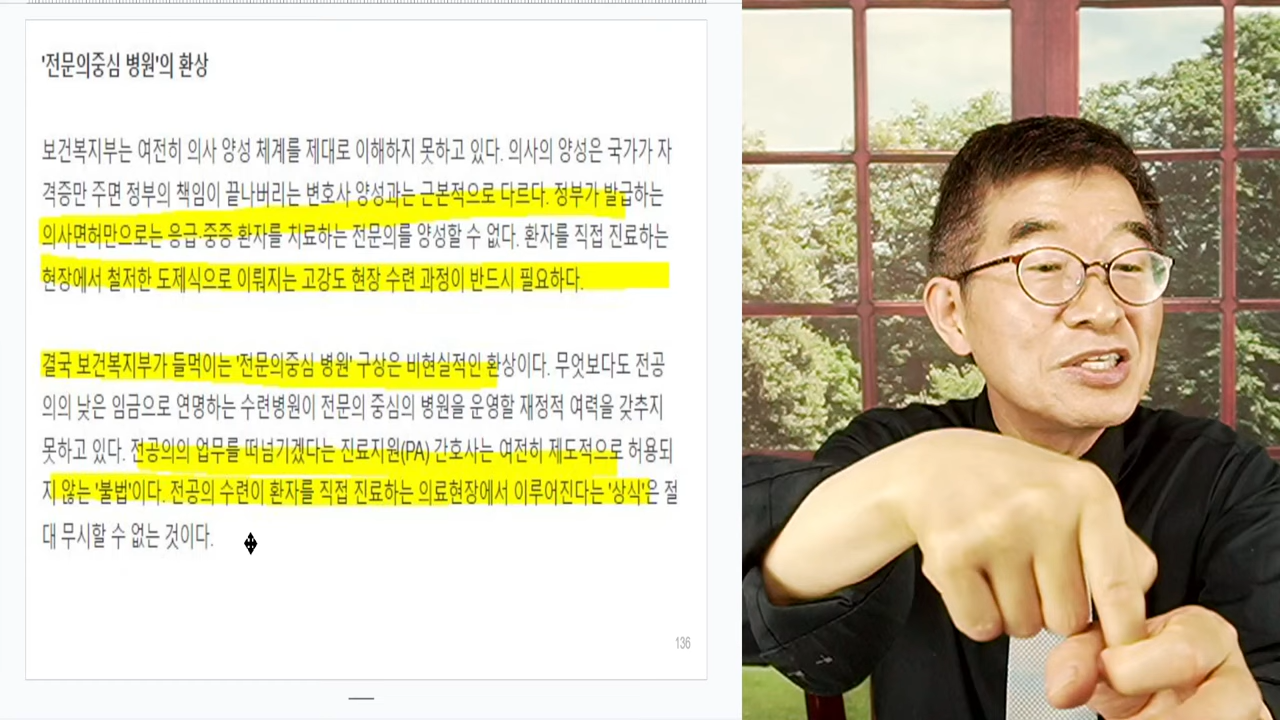 '전문의중심 병원'의 환상
보건복지부는 여전히 의사 양성 체계를 제대로 이해하지 못하고 있다. 의사의 양성은 국가가 자
격증만 주면 정부의 책임이 끝나버리는 변호사 양성과는 근본적으로 다르다. 정부가 발급하는
의사면허만으로는 응급·중증 환자를 치료하는 전문의를 양성할 수 없다. 환자를 직접 진료하는
현장에서 철저한 도제식으로 이뤄지는 고강도 현장 수련 과정이 반드시 필요하다.
결국 보건복지부가 들먹이는 '전문의중심 병원' 구상은 비현실적인 환상이다. 무엇보다도 전공
의의 낮은 임금으로 연명하는 수련병원이 전문의 중심의 병원을 운영할 재정적 여력을 갖추지
못하고 있다. 전공의의 업무를 떠넘기겠다는 진료지원(PA) 간호사는 여전히 제도적으로 허용되
지 않는 '불법'이다. 전공의 수련이 환자를 직접 진료하는 의료현장에서 이루어진다는 '상식'은 절
대 무시할 수 없는 것이다.
136